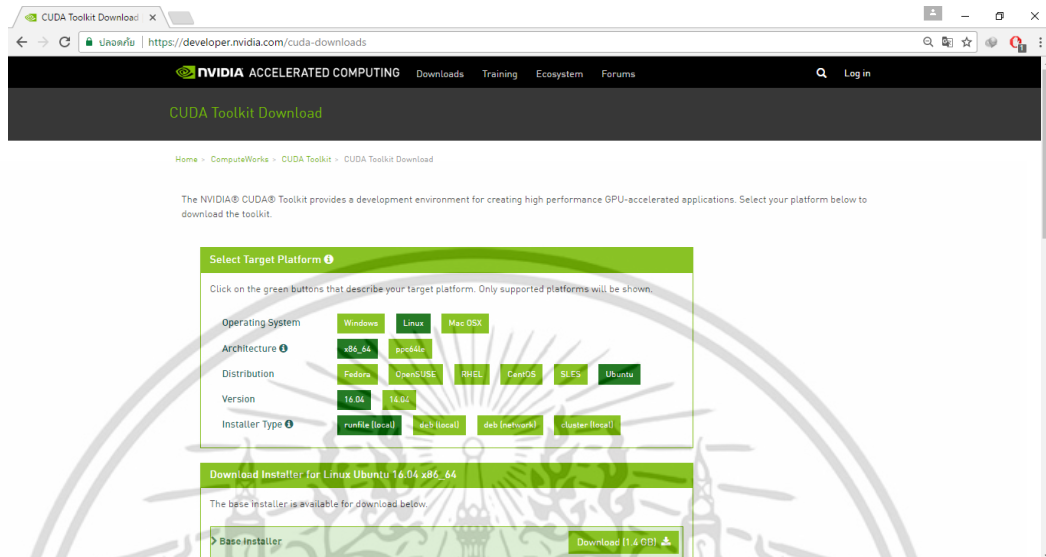 CUDA Toolkit Download
ปลอดภัย https://developer.nvidia.com/cuda-downloads
1
NVIDIA ACCELERATED COMPUTING Downloads Training Ecosystem Forums Log in
CUDA Toolkit Download
Home > ComputeWorks > CUDA Toolkit > CUDA Toolkit Download
The NVIDIA® CUDA® Toolkit provides a development environment for creating high performance GPU-accelerated applications. Select your platform below to
download the toolkit.
Select Target Platform
Click on the green buttons that describe your target platform. Only supported platforms will be shown.
Operating System Windows Linux Mac OSX
Architecture x86_64 ppc64le
Distribution Fedora OpenSUSE RHEL CentOS SLES Ubuntu
Version 16.04 14.04
Installer Type runfile (local) deb (local) deb (network) cluster (local)
Download Installer for Linux Ubuntu 16.04 x86_64
The base installer is available for download below.
> Base Installer Download (1.4 GB)